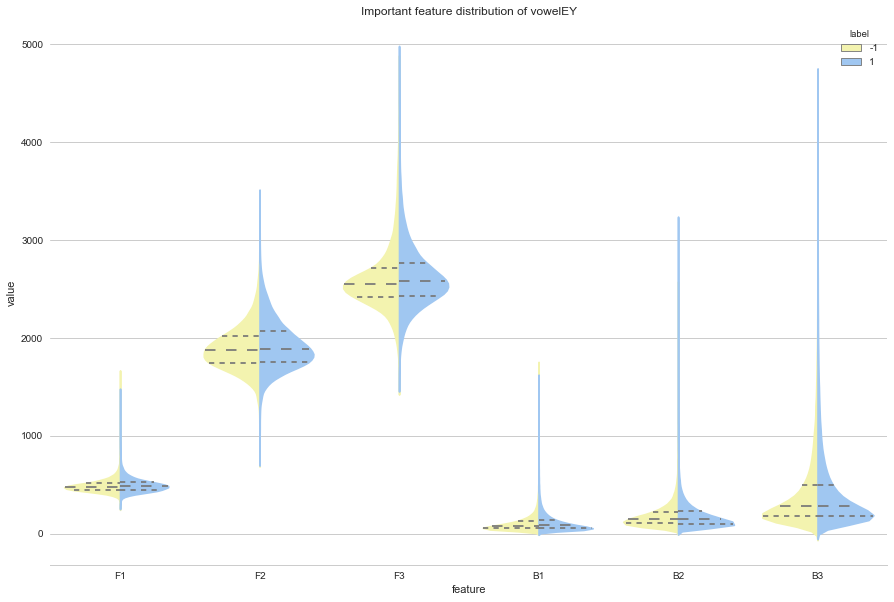 Important feature distribution of vowelEY
label
-1
1
5000
4000
3000
2000
1000
0
value
F1 F2 F3 B1 B2 B3
feature